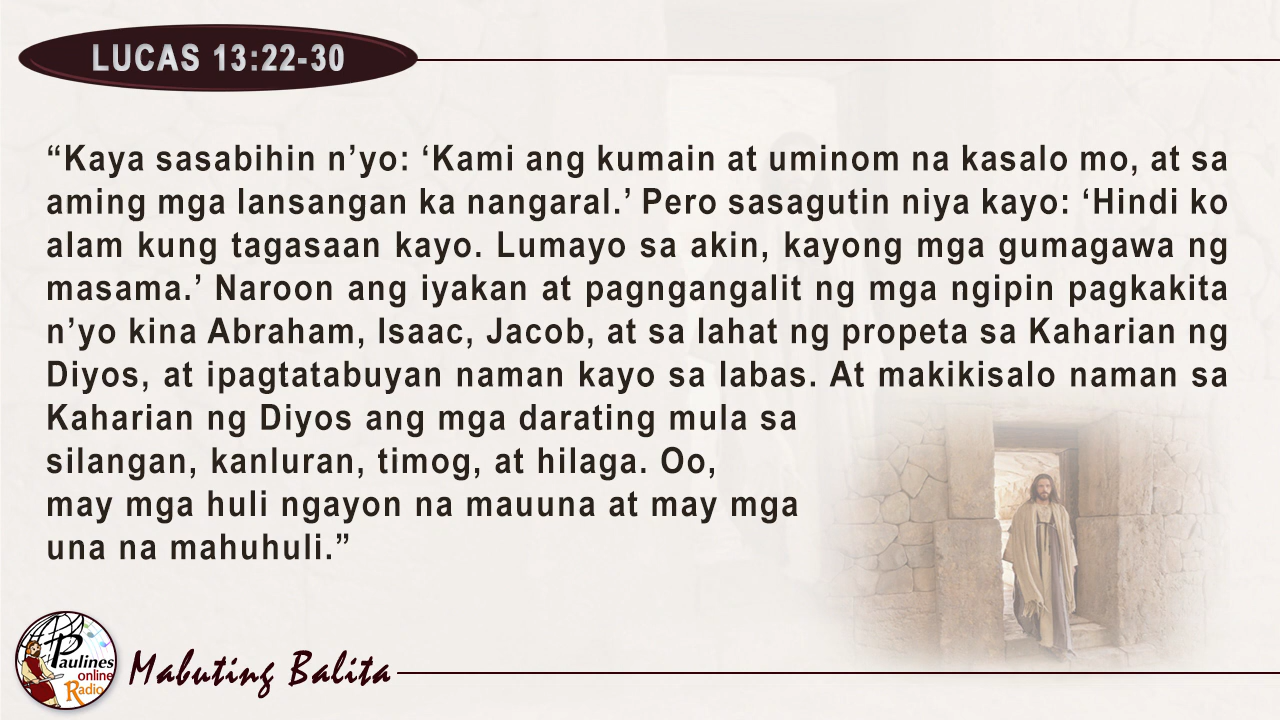 LUCAS 13:22-30
“Kaya sasabihin n’yo: ‘Kami ang kumain at uminom na kasalo mo, at sa
aming mga lansangan ka nangaral.’ Pero sasagutin niya kayo: ‘Hindi ko
alam kung tagasaan kayo. Lumayo sa akin, kayong mga gumagawa ng
masama.’ Naroon ang iyakan at pagngangalit ng mga ngipin pagkakita
n’yo kina Abraham, Isaac, Jacob, at sa lahat ng propeta sa Kaharian ng
Diyos, at ipagtatabuyan naman kayo sa labas. At makikisalo naman sa
Kaharian ng Diyos ang mga darating mula sa
silangan, kanluran, timog, at hilaga. Oo,
may mga huli ngayon na mauuna at may mga
una na mahuhuli.”
Paulines
online
Radio
Mabuting Balita